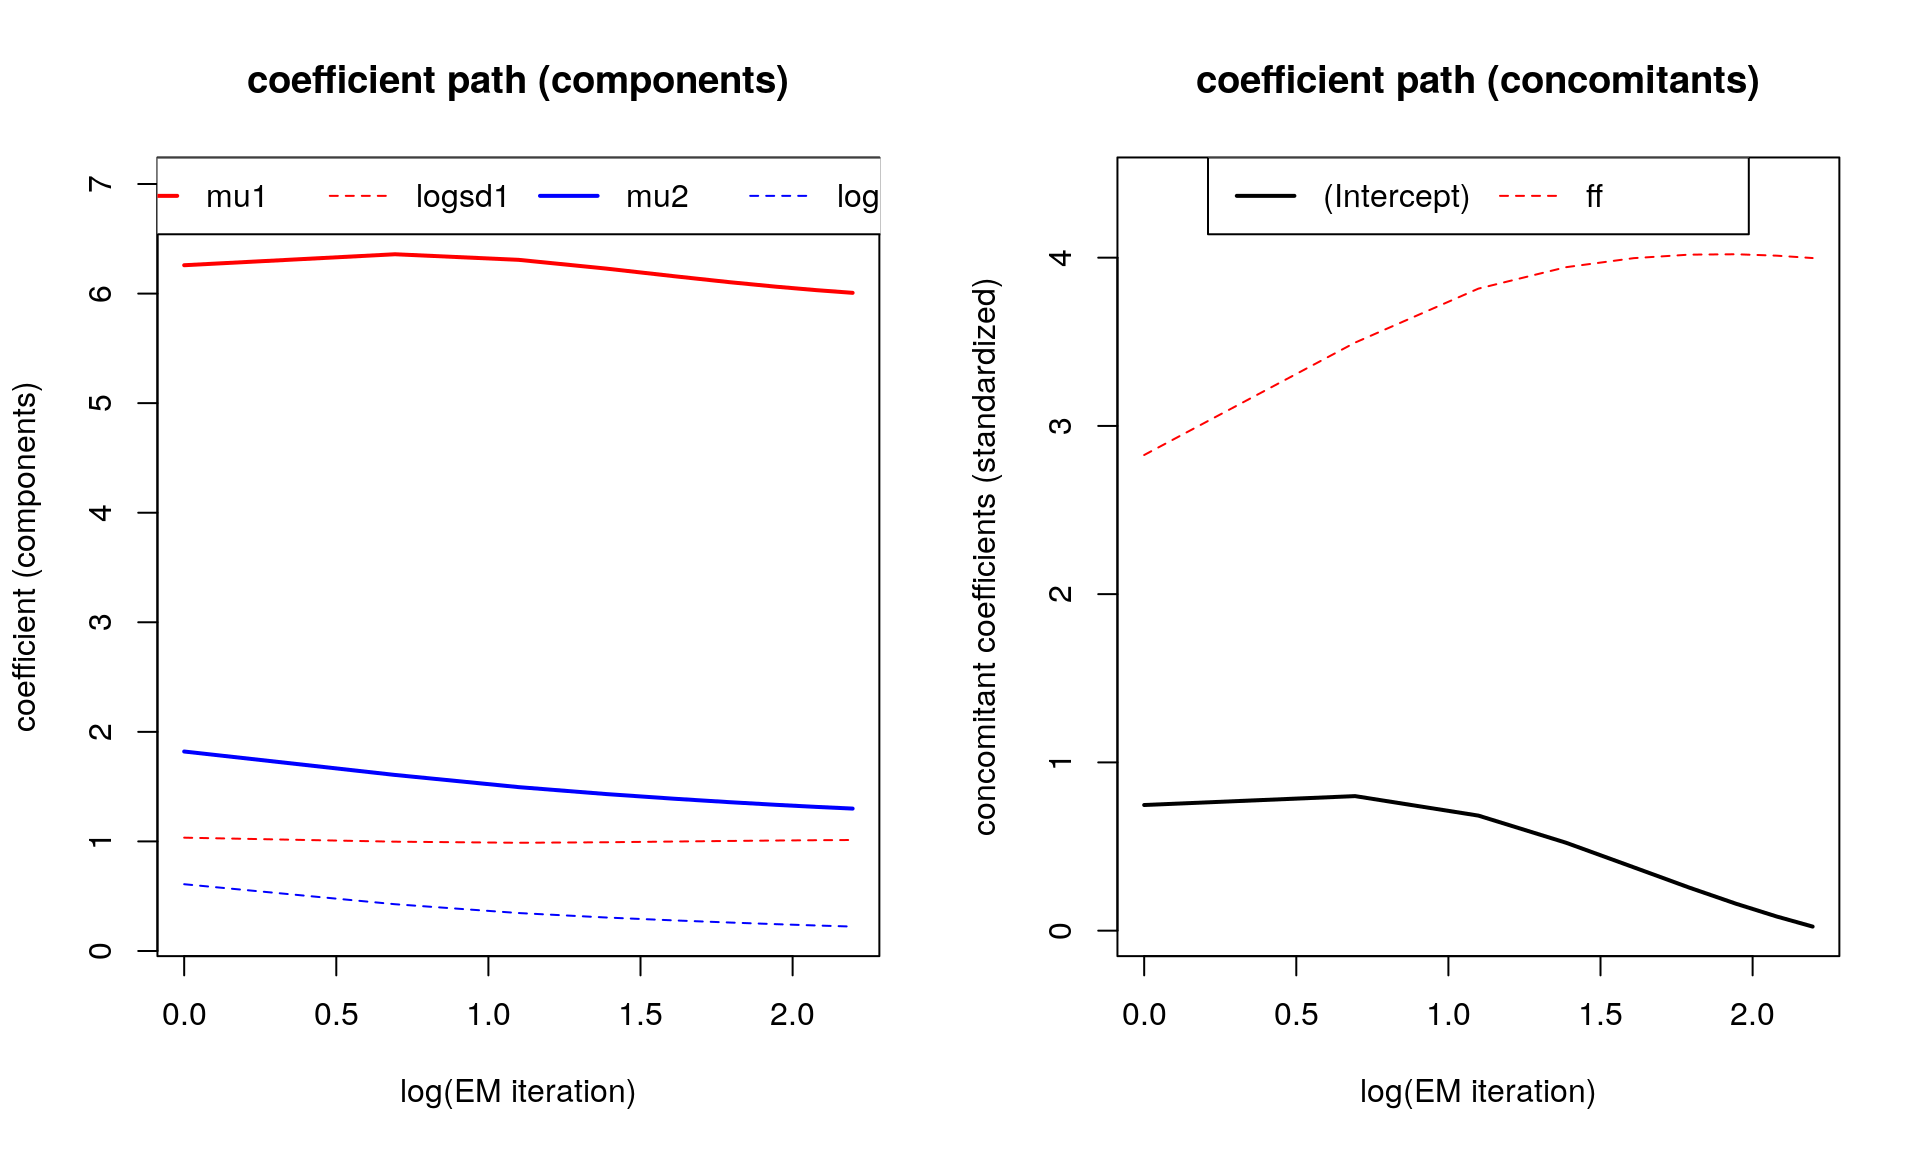 coefficient path (components)
mu1 logsd1 mu2 log
7
6
5
4
3
2
1
0
coefficient (components)
0.0 0.5 1.0 1.5 2.0
log(EM iteration)
coefficient path (concomitants)
(Intercept) ff
4
3
2
1
0
concomitant coefficients (standardized)
0.0 0.5 1.0 1.5 2.0
log(EM iteration)